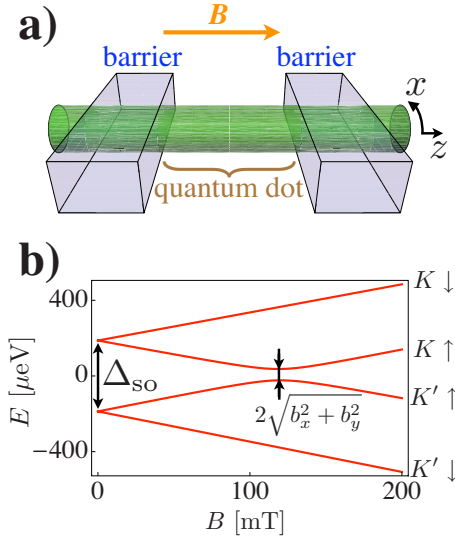 a)
B
barrier barrier
x
z
quantum dot
b)
K ↓
400
K ↑
E [μeV]
0
Δso
2√(b_x^2 + b_y^2)
K' ↑
−400
K' ↓
0 100 200
B [mT]